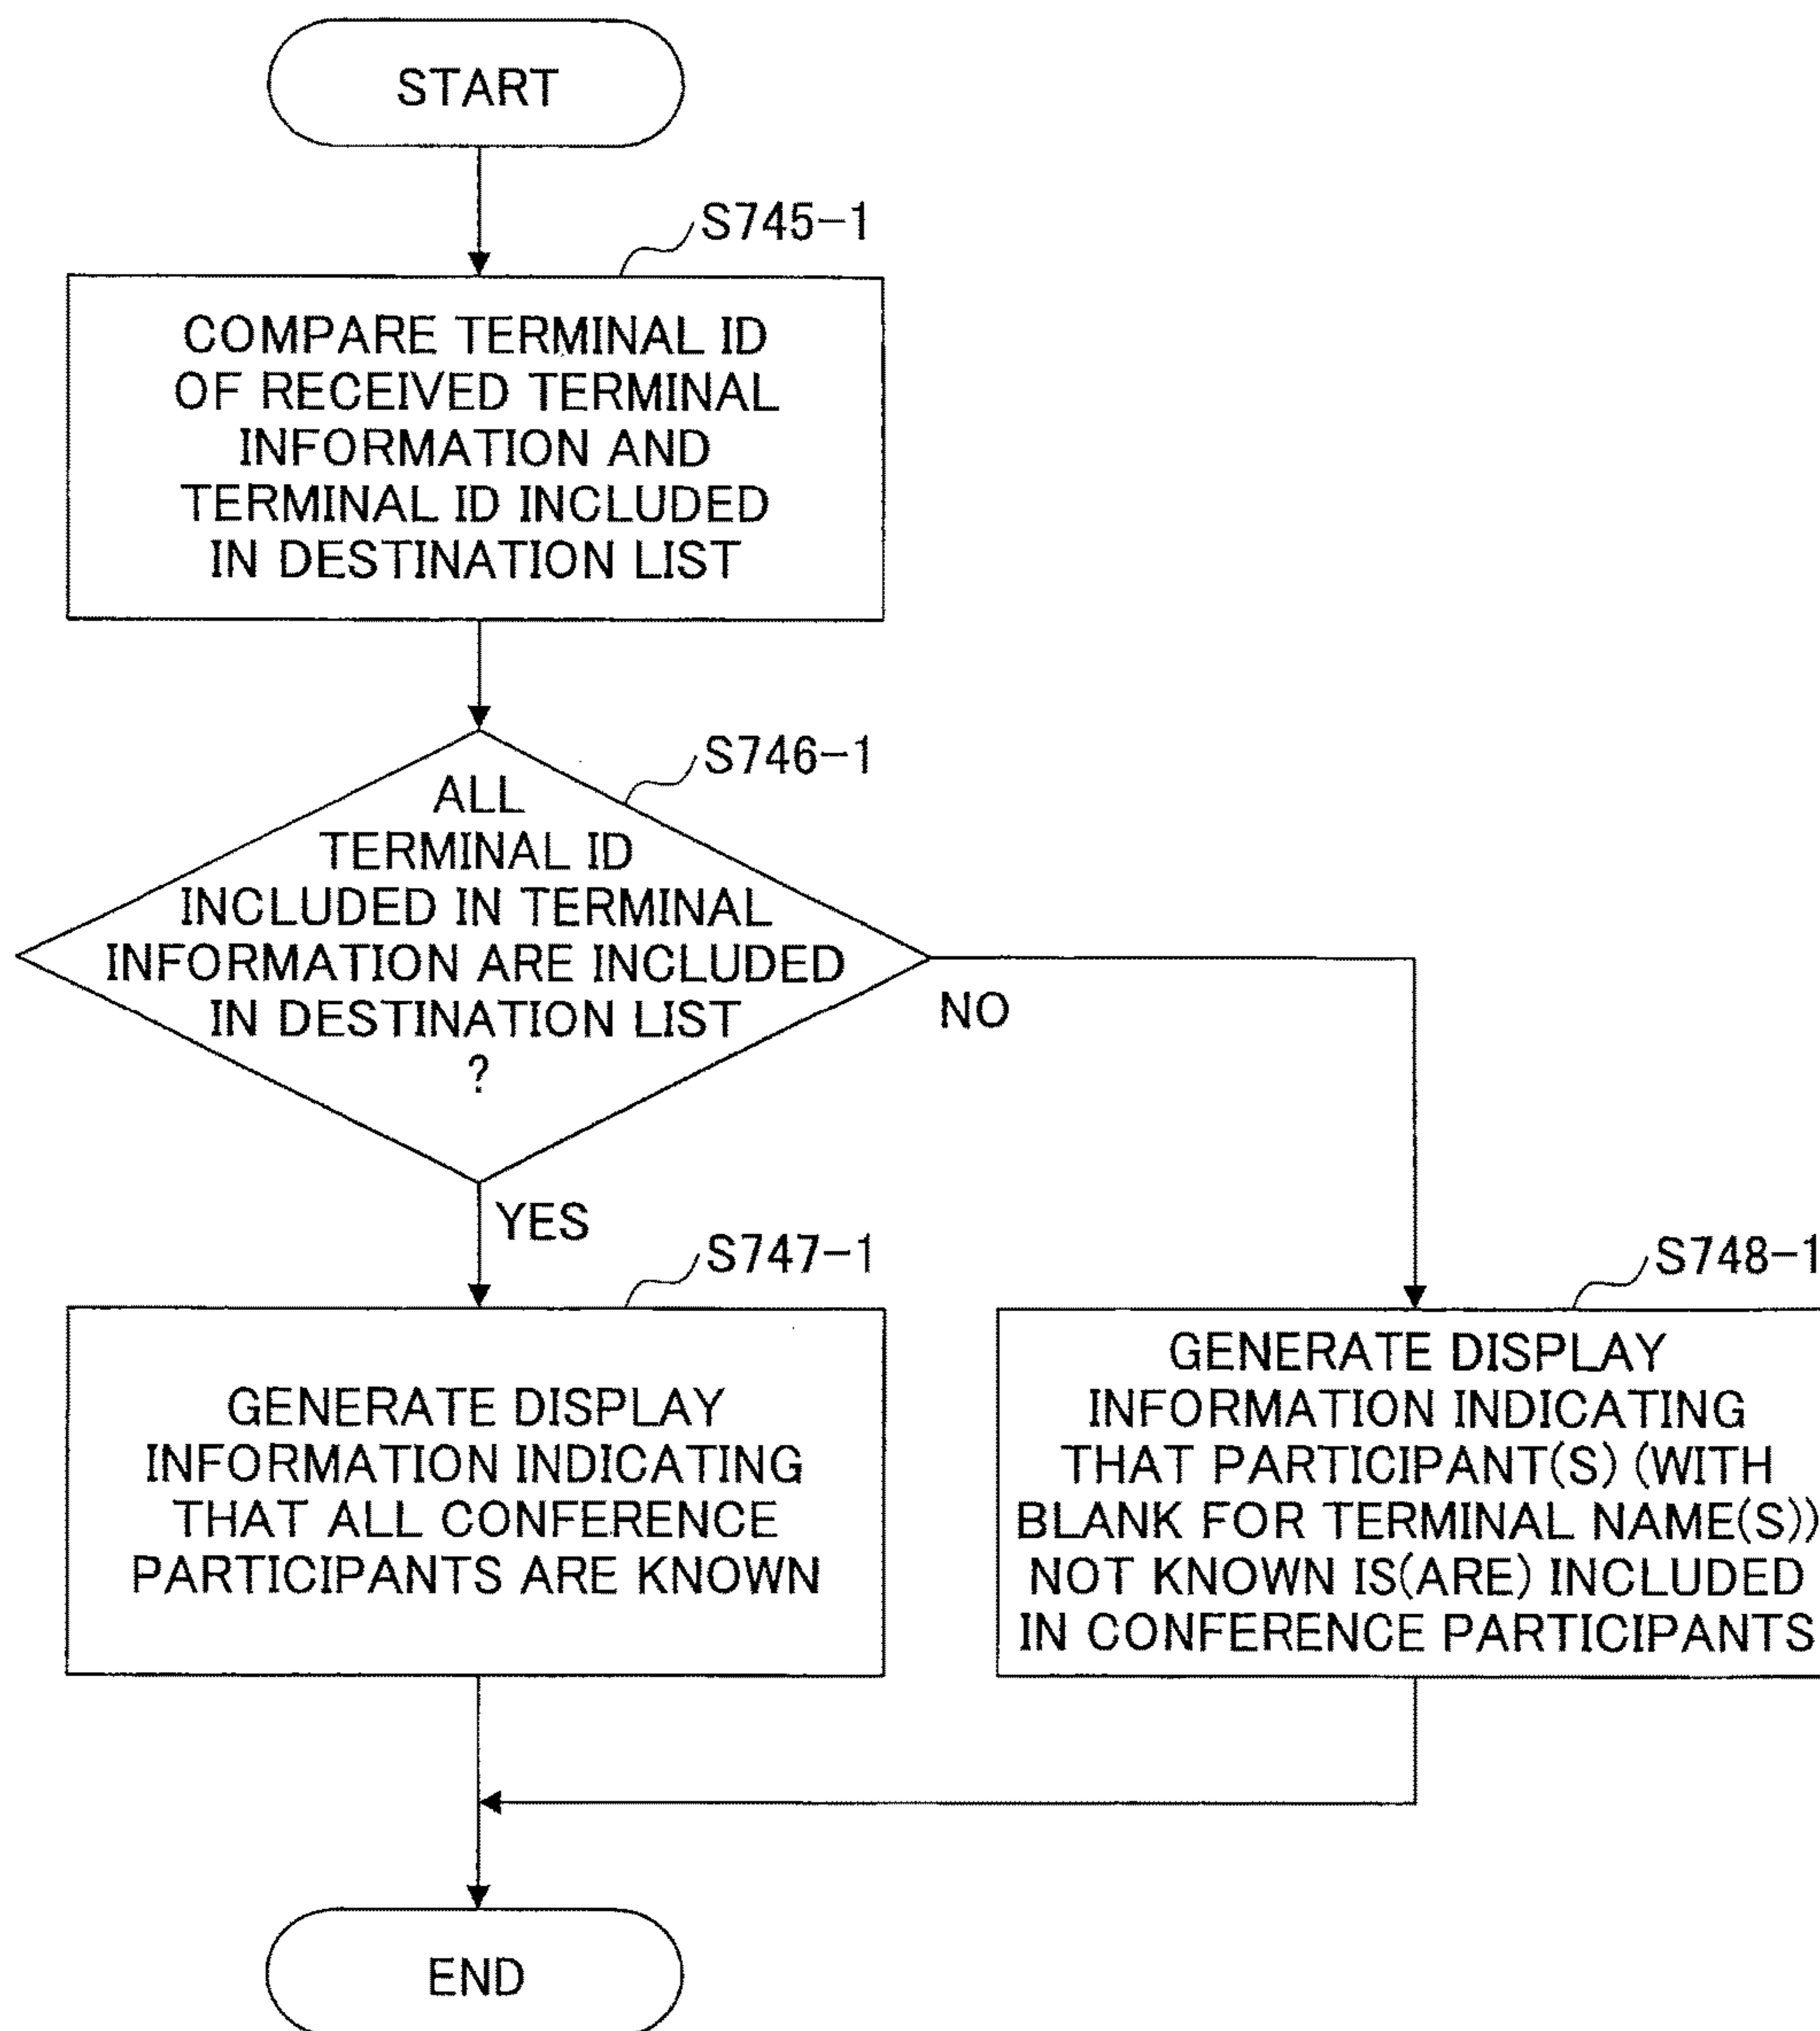 START
S745-1
COMPARE TERMINAL ID
OF RECEIVED TERMINAL
INFORMATION AND
TERMINAL ID INCLUDED
IN DESTINATION LIST
S746-1
ALL
TERMINAL ID
INCLUDED IN TERMINAL
INFORMATION ARE INCLUDED
IN DESTINATION LIST
?
NO
YES
S747-1
GENERATE DISPLAY
INFORMATION INDICATING
THAT ALL CONFERENCE
PARTICIPANTS ARE KNOWN
S748-1
GENERATE DISPLAY
INFORMATION INDICATING
THAT PARTICIPANT(S) (WITH
BLANK FOR TERMINAL NAME(S))
NOT KNOWN IS(ARE) INCLUDED
IN CONFERENCE PARTICIPANTS
END